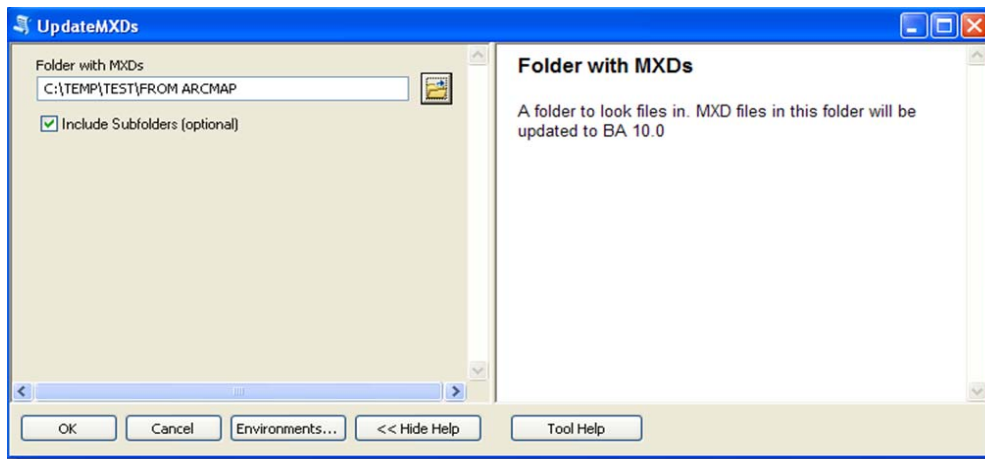 UpdateMXDs
Folder with MXDs
C:\TEMP\TEST\FROM ARCMAP
Include Subfolders (optional)
Folder with MXDs
A folder to look files in. MXD files in this folder will be
updated to BA 10.0
OK
Cancel
Environments...
<< Hide Help
Tool Help